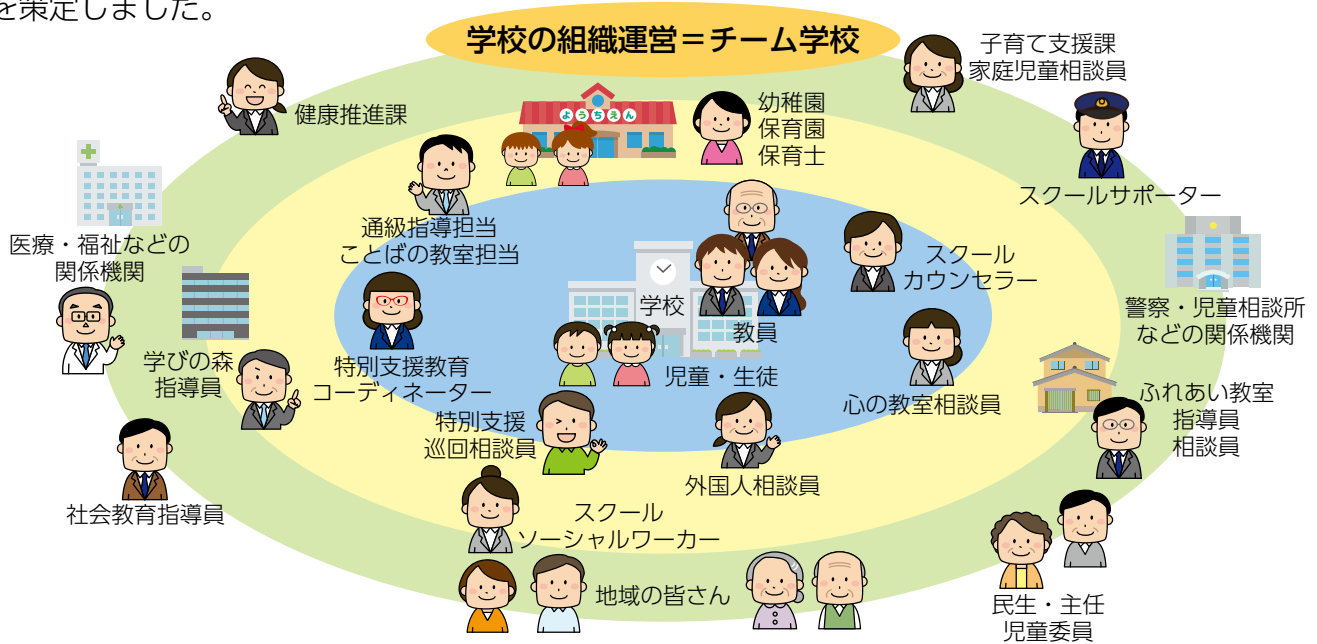 を策定しました。
学校の組織運営＝チーム学校
子育て支援課
家庭児童相談員
健康推進課
ようちえん
幼稚園
保育園
保育士
スクールサポーター
通級指導担当
ことばの教室担当
医療・福祉などの
関係機関
スクール
カウンセラー
学校
教員
警察・児童相談所
などの関係機関
学びの森
指導員
特別支援教育
コーディネーター
児童・生徒
心の教室相談員
ふれあい教室
指導員
相談員
特別支援
巡回相談員
外国人相談員
社会教育指導員
スクール
ソーシャルワーカー
地域の皆さん
民生・主任
児童委員